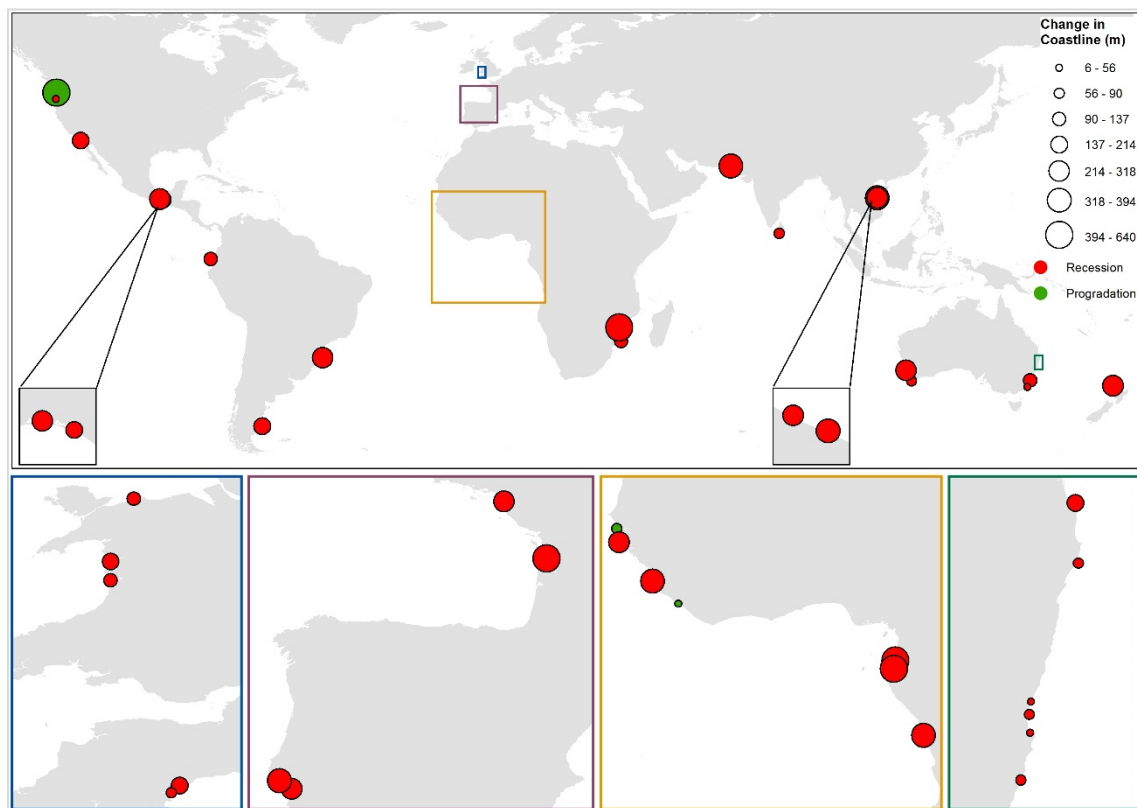 Change in
Coastline (m)
6 - 56
56 - 90
90 - 137
137 - 214
214 - 318
318 - 394
394 - 640
Recession
Progradation